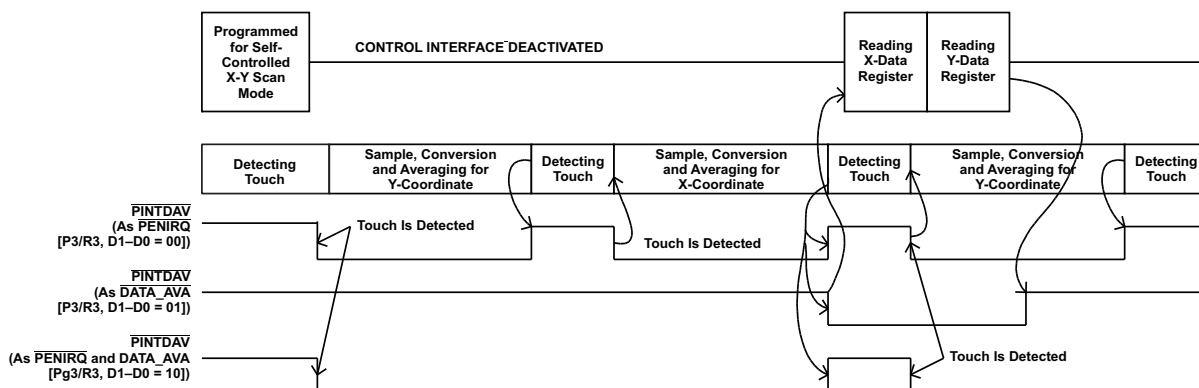 Programmed
for Self-
Controlled
X-Y Scan
Mode
CONTROL INTERFACE DEACTIVATED
Reading
X-Data
Register
Reading
Y-Data
Register
Detecting
Touch
Sample, Conversion
and Averaging for
Y-Coordinate
Detecting
Touch
Sample, Conversion
and Averaging for
X-Coordinate
Detecting
Touch
Sample, Conversion
and Averaging for
Y-Coordinate
Detecting
Touch
PINTDAV
(As PENIRQ
[P3/R3, D1–D0 = 00])
Touch Is Detected
Touch Is Detected
PINTDAV
(As DATA_AVA
[P3/R3, D1–D0 = 01])
PINTDAV
(As PENIRQ and DATA_AVA
[Pg3/R3, D1–D0 = 10])
Touch Is Detected